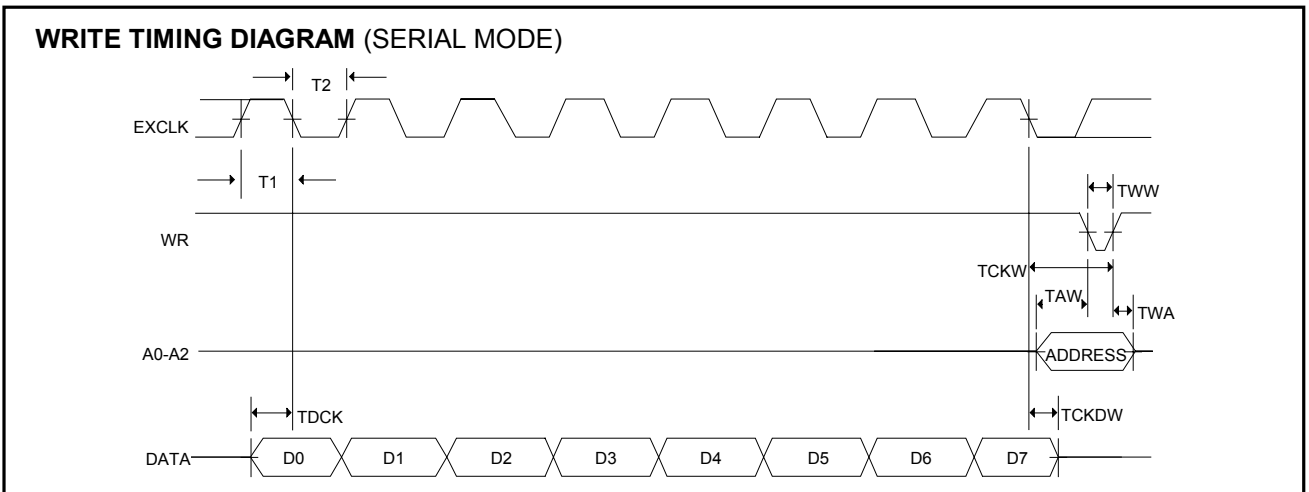 WRITE TIMING DIAGRAM (SERIAL MODE)
T2
EXCLK
T1
TWW
WR
TCKW
TAW
TWA
A0-A2
ADDRESS
TDCK
TCKDW
DATA
D0
D1
D2
D3
D4
D5
D6
D7